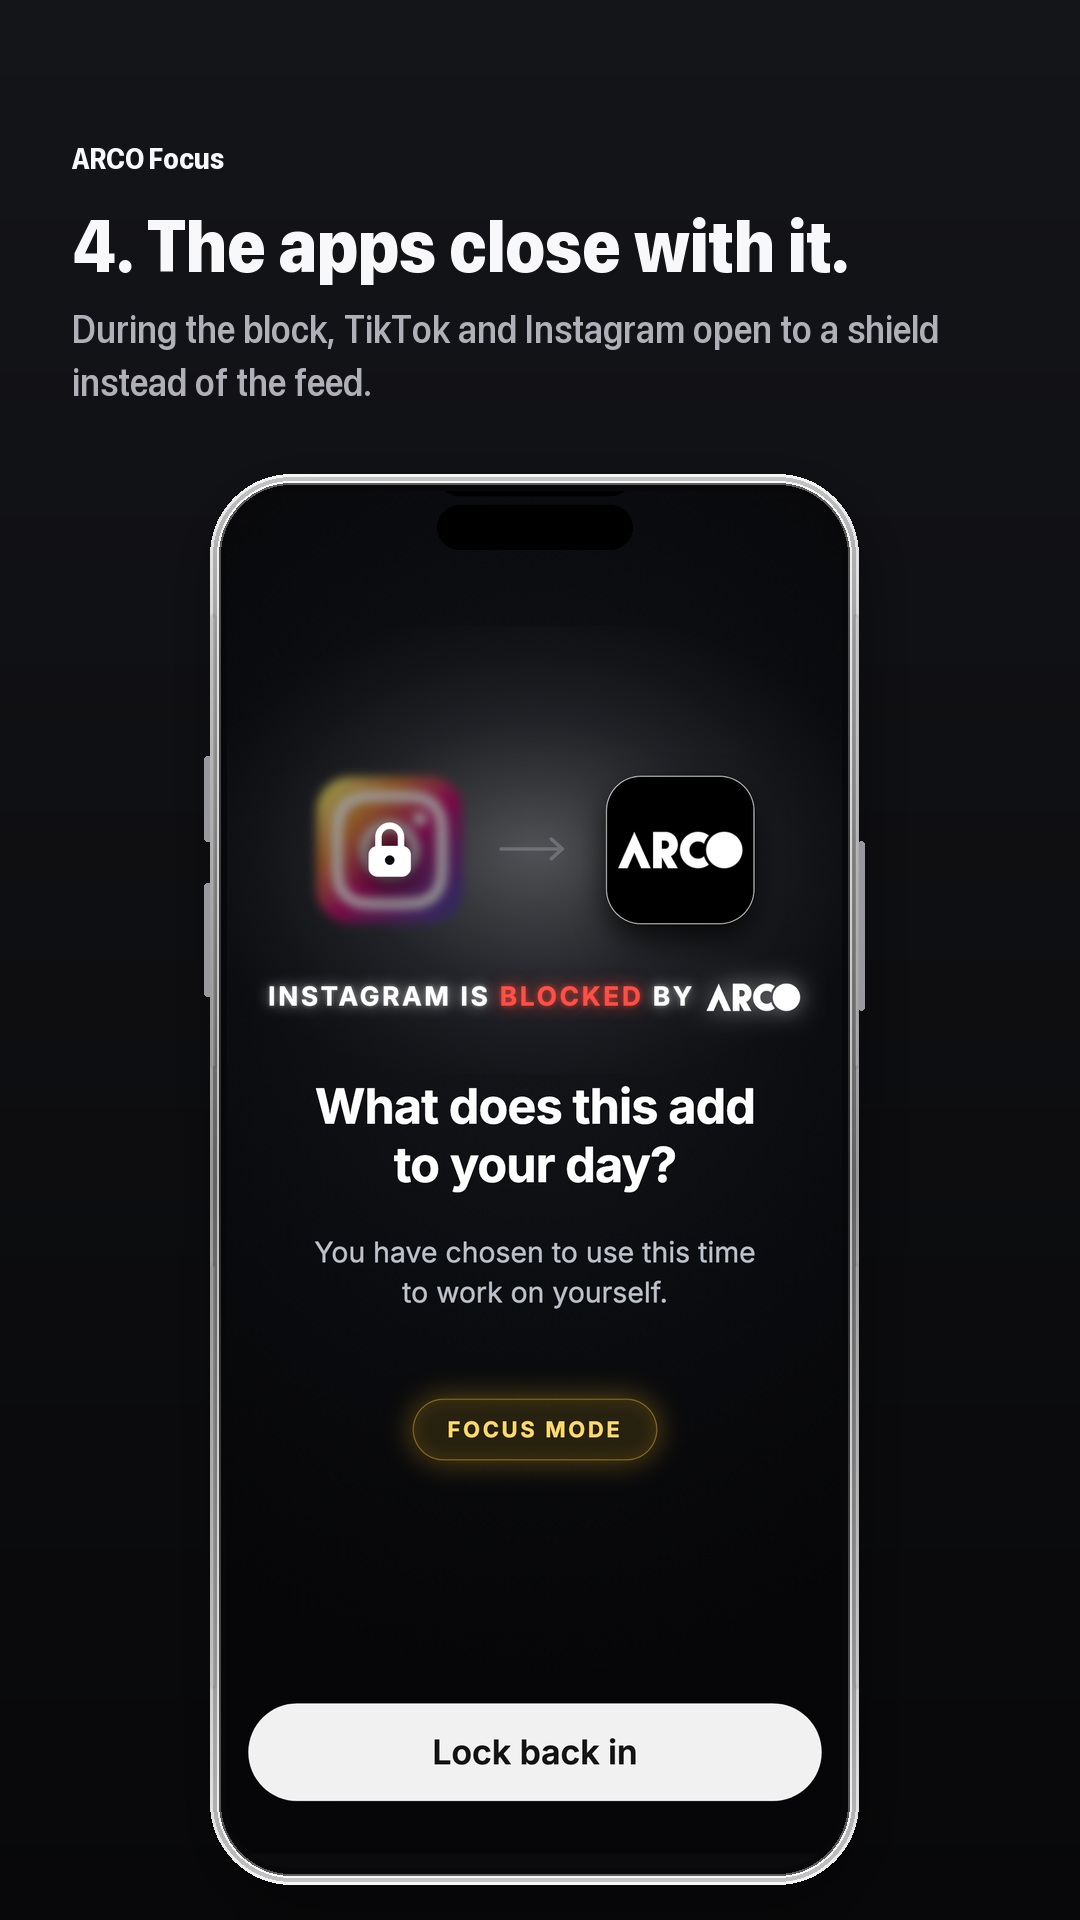 ARCO Focus
4. The apps close with it.
During the block, TikTok and Instagram open to a shield
instead of the feed.
ARCO
INSTAGRAM IS BLOCKED BY ARCO
What does this add
to your day?
You have chosen to use this time
to work on yourself.
FOCUS MODE
Lock back in